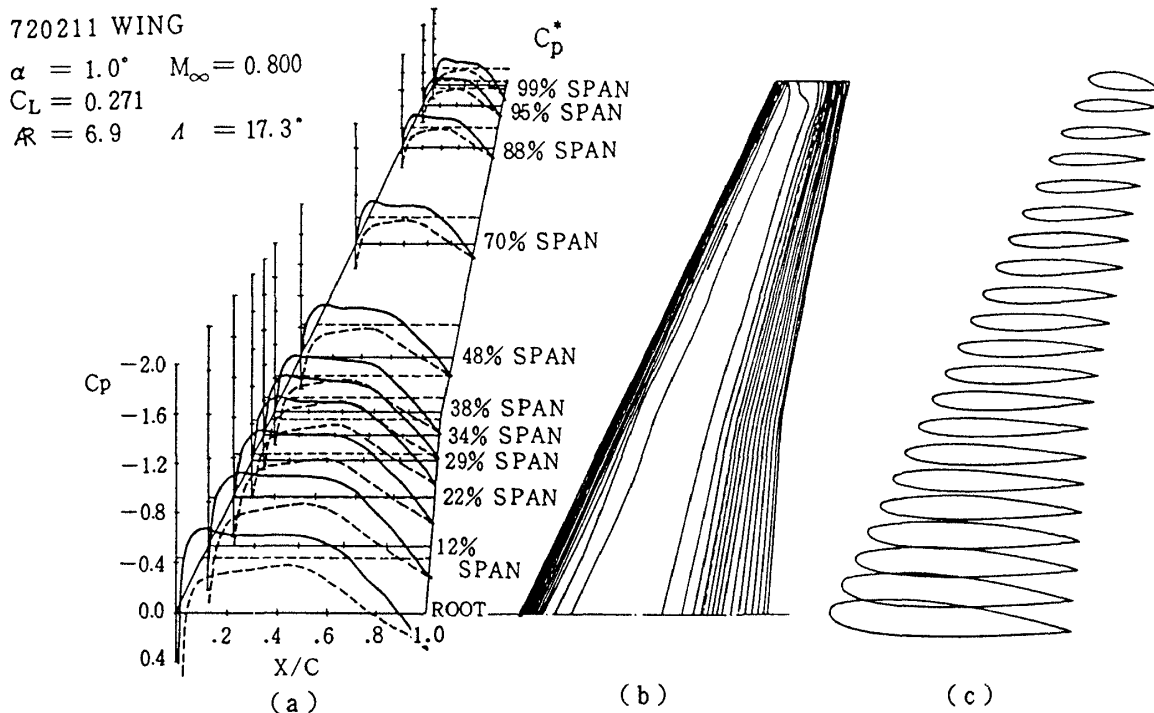 720211 WING
α = 1.0° M∞ = 0.800
C_L = 0.271
AR = 6.9 Λ = 17.3°
C_p*
99% SPAN
95% SPAN
88% SPAN
70% SPAN
48% SPAN
38% SPAN
34% SPAN
29% SPAN
22% SPAN
12%
SPAN
ROOT
Cp
-2.0
-1.6
-1.2
-0.8
-0.4
0.0
0.4
.2 .4 .6 .8 1.0
X/C
(a) (b) (c)